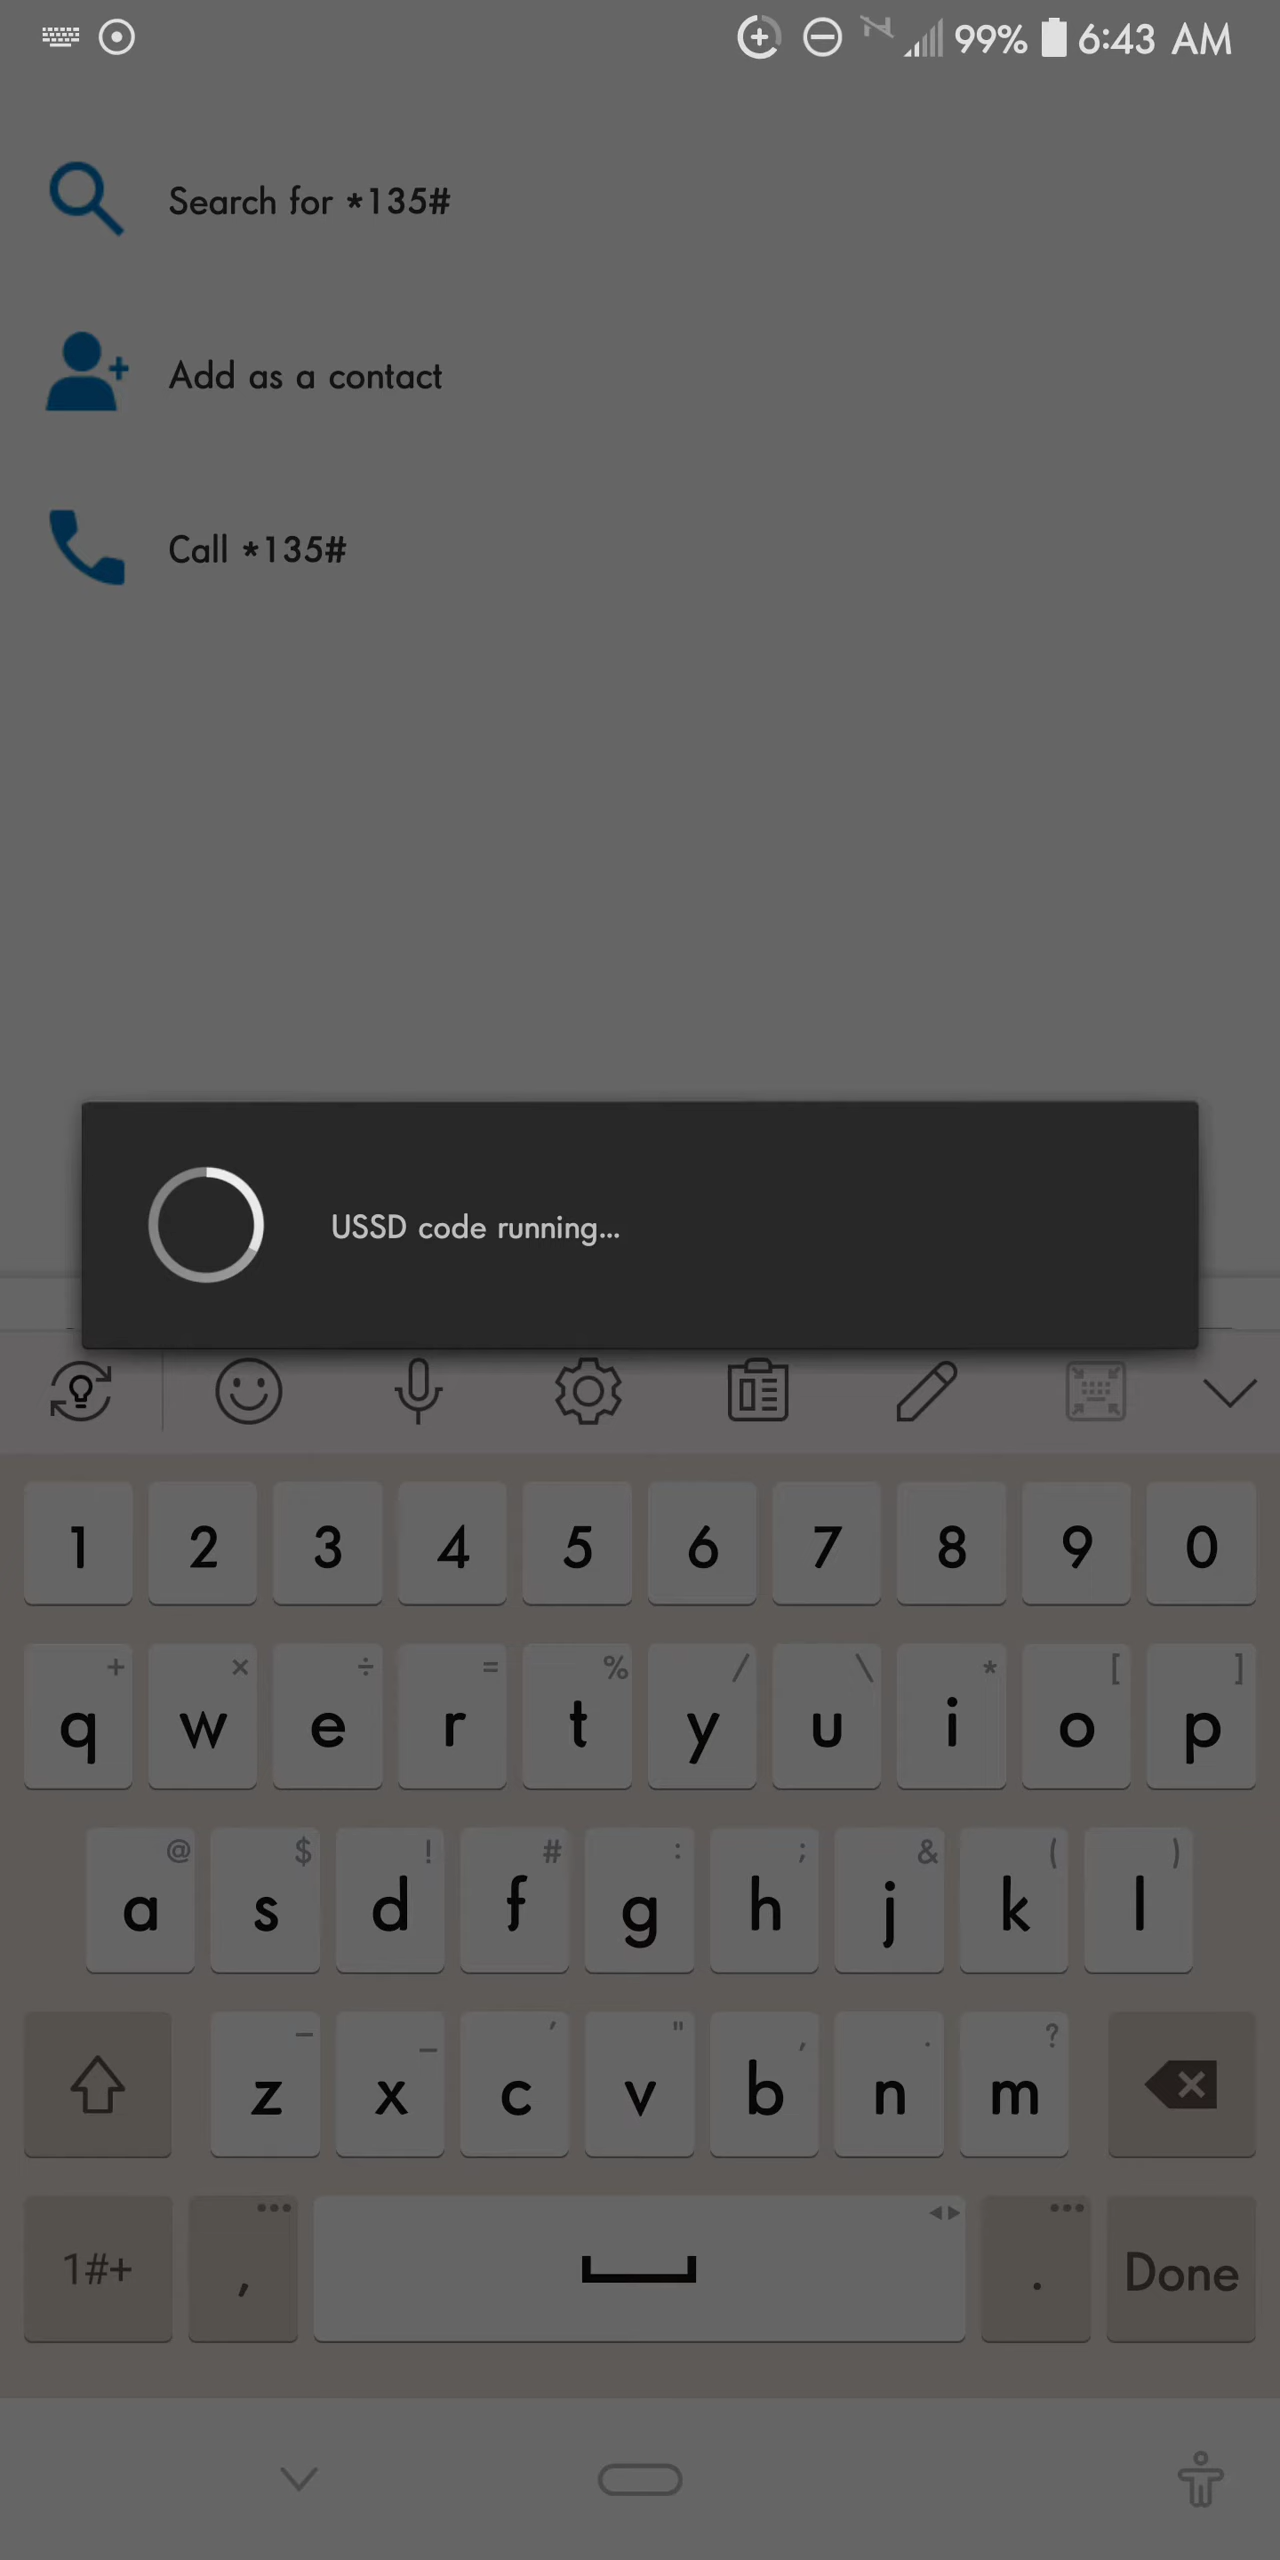 99% 6:43 AM
Search for *135#
Add as a contact
Call *135#
USSD code running...
1 2 3 4 5 6 7 8 9 0
+ × ÷ = % / \ * [ ]
q w e r t y u i o p
@ $ ! # : ; & ( )
a s d f g h j k l
– _ ′ " , . ?
z x c v b n m
1#+ , . Done